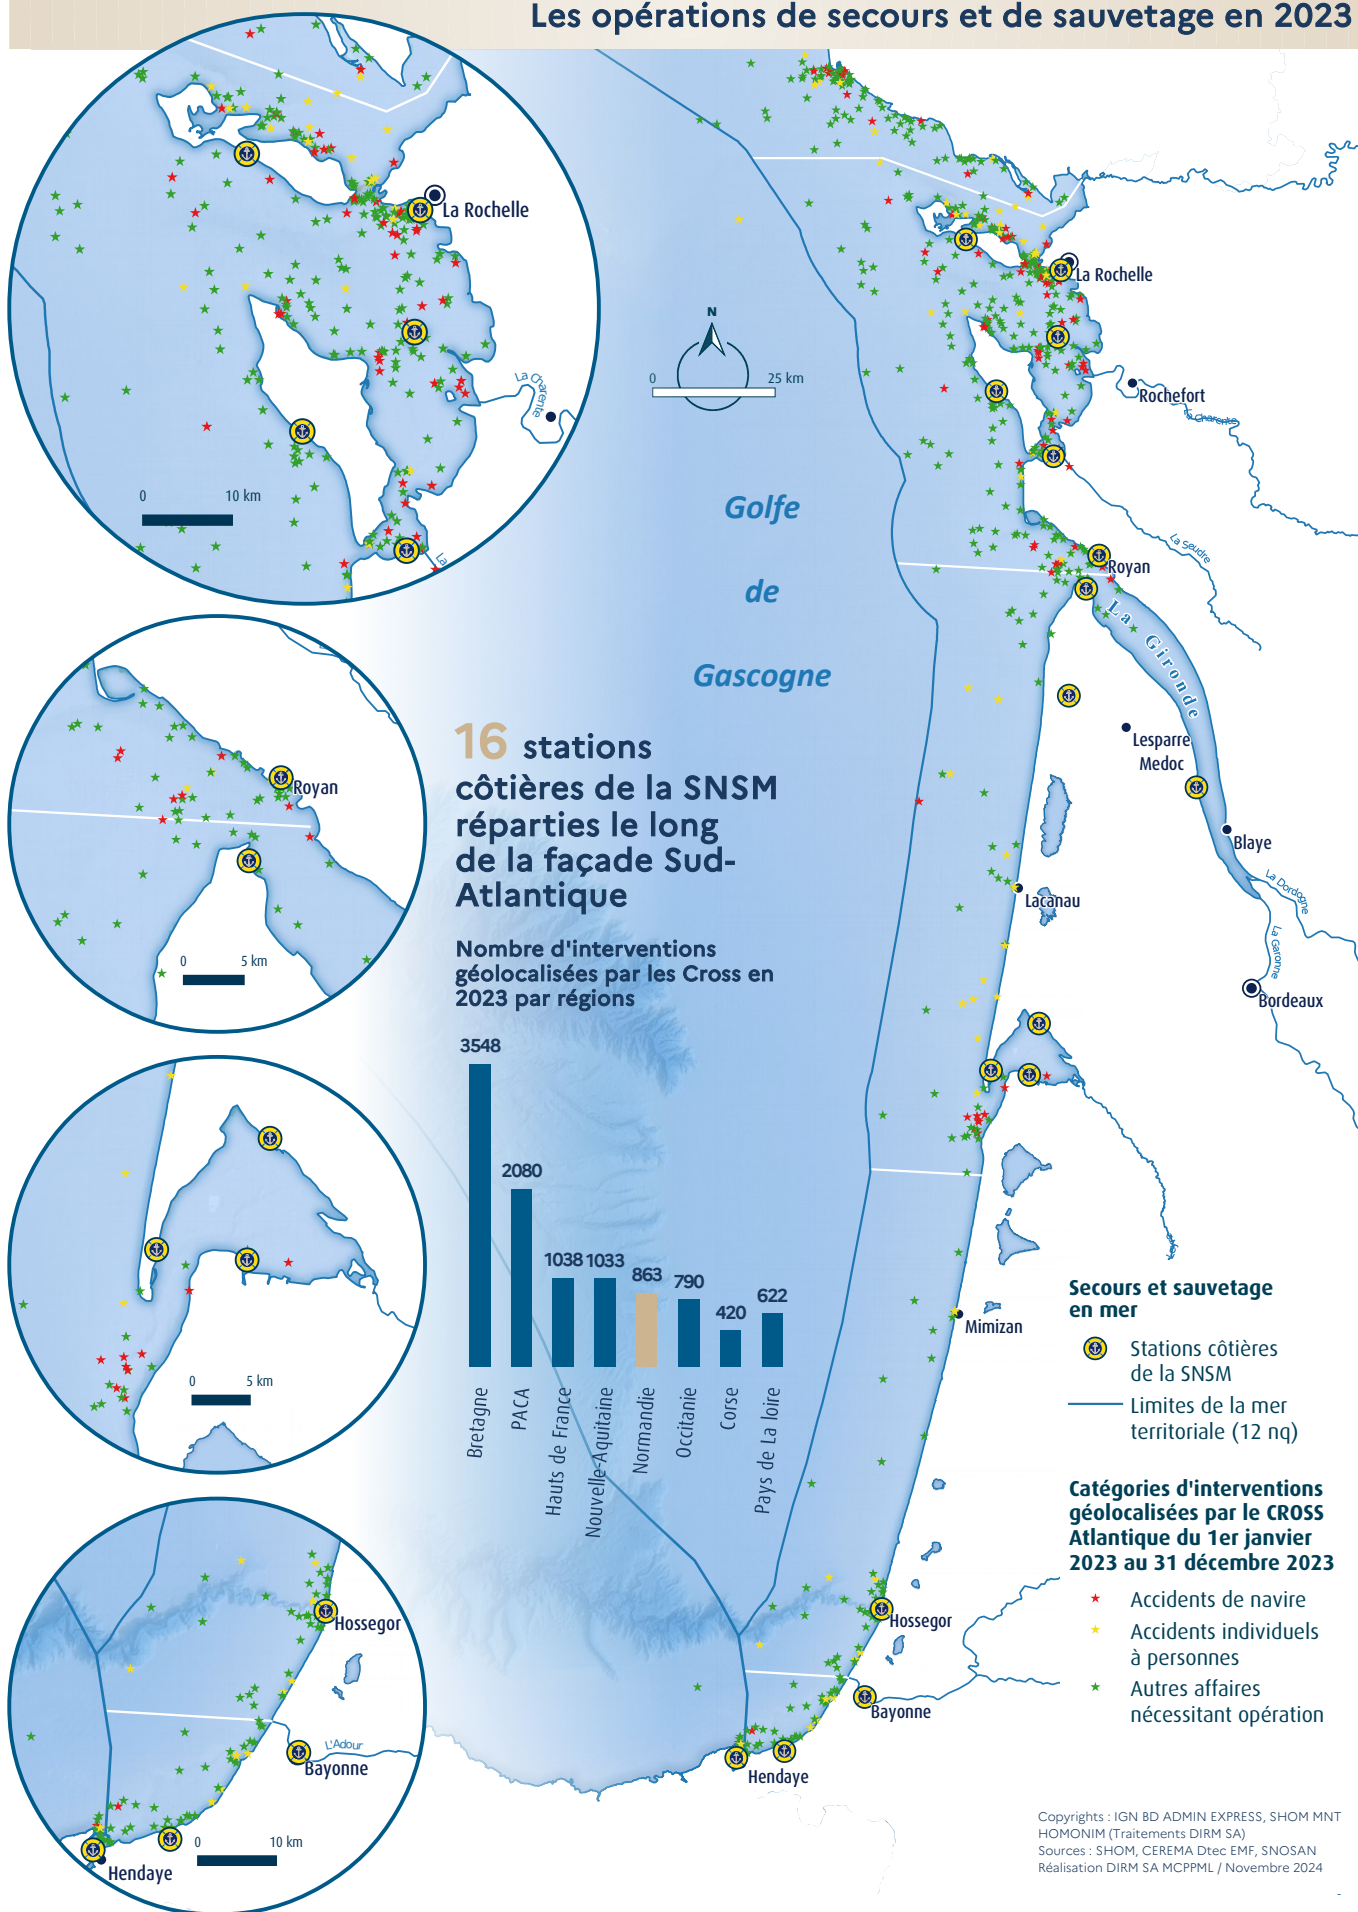 Les opérations de secours et de sauvetage en 2023
La Rochelle
La Charente
0 10 km
La
La Rochelle
N
0 25 km
Rochefort
La Charente
Golfe
de
Gascogne
La Seudre
Royan
La Gironde
Royan
0 5 km
Lesparre
Medoc
Blaye
La Dordogne
La Garonne
Bordeaux
Lacanau
16 stations
côtières de la SNSM
réparties le long
de la façade Sud-
Atlantique
Nombre d'interventions
géolocalisées par les Cross en
2023 par régions
3548
2080
1038
1033
863
790
420
622
Bretagne
PACA
Hauts de France
Nouvelle-Aquitaine
Normandie
Occitanie
Corse
Pays de La loire
0 5 km
Mimizan
Hossegor
Bayonne
L'Adour
Hendaye
0 10 km
Hossegor
Bayonne
Hendaye
Secours et sauvetage
en mer
Stations côtières
de la SNSM
Limites de la mer
territoriale (12 nq)
Catégories d'interventions
géolocalisées par le CROSS
Atlantique du 1er janvier
2023 au 31 décembre 2023
Accidents de navire
Accidents individuels
à personnes
Autres affaires
nécessitant opération
Copyrights : IGN BD ADMIN EXPRESS, SHOM MNT
HOMONIM (Traitements DIRM SA)
Sources : SHOM, CEREMA Dtec EMF, SNOSAN
Réalisation DIRM SA MCPPML / Novembre 2024